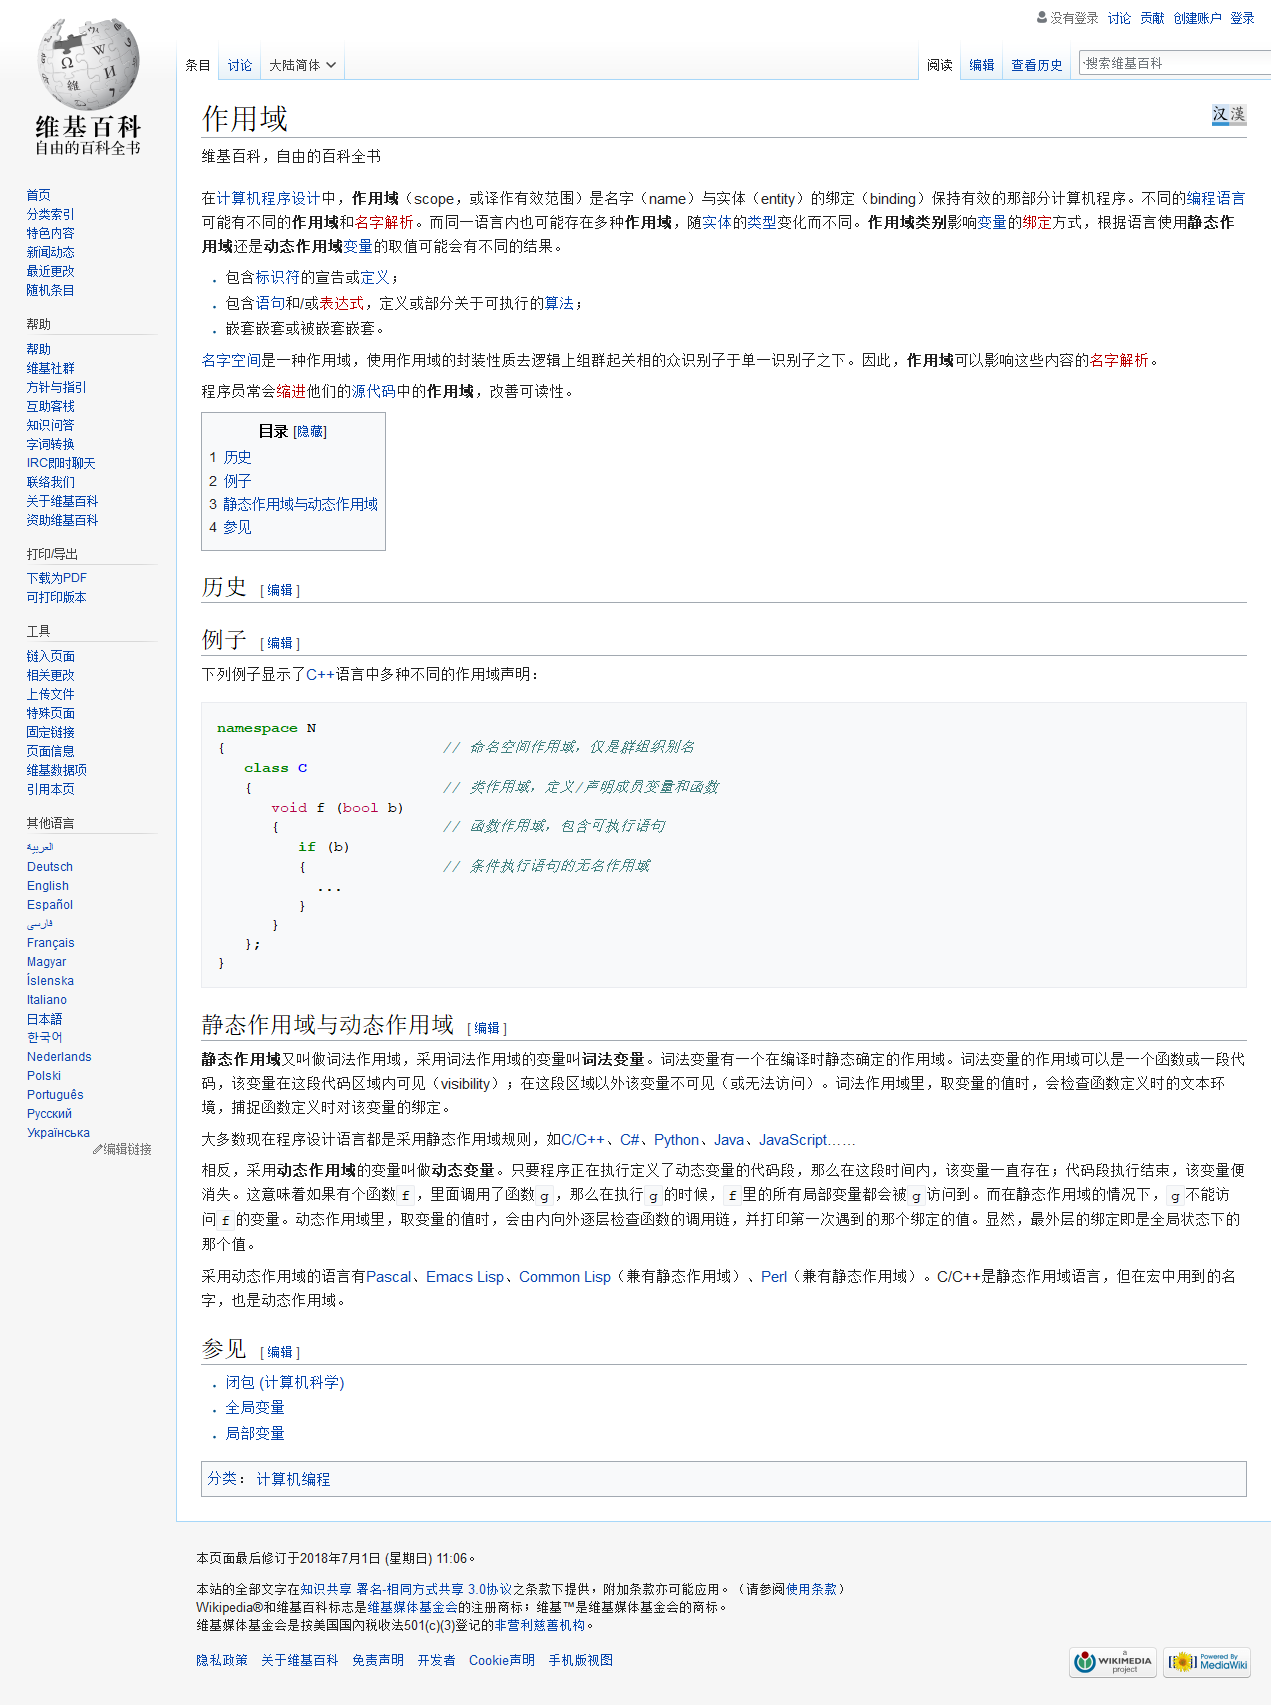 没有登录 讨论 贡献 创建账户 登录
条目 讨论 大陆简体 阅读 编辑 查看历史 搜索维基百科
维基百科
自由的百科全书
首页
分类索引
特色内容
新闻动态
最近更改
随机条目
帮助
帮助
维基社群
方针与指引
互助客栈
知识问答
字词转换
IRC即时聊天
联络我们
关于维基百科
资助维基百科
打印/导出
下载为PDF
可打印版本
工具
链入页面
相关更改
上传文件
特殊页面
固定链接
页面信息
维基数据项
引用本页
其他语言
العربية
Deutsch
English
Español
فارسی
Français
Magyar
Íslenska
Italiano
日本語
한국어
Nederlands
Polski
Português
Русский
Українська
编辑链接
作用域 汉 漢
维基百科，自由的百科全书
在计算机程序设计中，作用域（scope，或译作有效范围）是名字（name）与实体（entity）的绑定（binding）保持有效的那部分计算机程序。不同的编程语言
可能有不同的作用域和名字解析。而同一语言内也可能存在多种作用域，随实体的类型变化而不同。作用域类别影响变量的绑定方式，根据语言使用静态作
用域还是动态作用域变量的取值可能会有不同的结果。
包含标识符的宣告或定义；
包含语句和/或表达式，定义或部分关于可执行的算法；
嵌套嵌套或被嵌套嵌套。
名字空间是一种作用域，使用作用域的封装性质去逻辑上组群起关相的众识别子于单一识别子之下。因此，作用域可以影响这些内容的名字解析。
程序员常会缩进他们的源代码中的作用域，改善可读性。
目录 [隐藏]
1 历史
2 例子
3 静态作用域与动态作用域
4 参见
历史 [ 编辑 ]
例子 [ 编辑 ]
下列例子显示了C++语言中多种不同的作用域声明：
namespace N
{ // 命名空间作用域，仅是群组织别名
class C
{ // 类作用域，定义/声明成员变量和函数
void f (bool b)
{ // 函数作用域，包含可执行语句
if (b)
{ // 条件执行语句的无名作用域
...
}
}
};
}
静态作用域与动态作用域 [ 编辑 ]
静态作用域又叫做词法作用域，采用词法作用域的变量叫词法变量。词法变量有一个在编译时静态确定的作用域。词法变量的作用域可以是一个函数或一段代
码，该变量在这段代码区域内可见（visibility）；在这段区域以外该变量不可见（或无法访问）。词法作用域里，取变量的值时，会检查函数定义时的文本环
境，捕捉函数定义时对该变量的绑定。
大多数现在程序设计语言都是采用静态作用域规则，如C/C++、C#、Python、Java、JavaScript……
相反，采用动态作用域的变量叫做动态变量。只要程序正在执行定义了动态变量的代码段，那么在这段时间内，该变量一直存在；代码段执行结束，该变量便
消失。这意味着如果有个函数f，里面调用了函数g，那么在执行g的时候，f里的所有局部变量都会被g访问到。而在静态作用域的情况下，g不能访
问f的变量。动态作用域里，取变量的值时，会由内向外逐层检查函数的调用链，并打印第一次遇到的那个绑定的值。显然，最外层的绑定即是全局状态下的
那个值。
采用动态作用域的语言有Pascal、Emacs Lisp、Common Lisp（兼有静态作用域）、Perl（兼有静态作用域）。C/C++是静态作用域语言，但在宏中用到的名
字，也是动态作用域。
参见 [ 编辑 ]
闭包 (计算机科学)
全局变量
局部变量
分类： 计算机编程
本页面最后修订于2018年7月1日 (星期日) 11:06。
本站的全部文字在知识共享 署名-相同方式共享 3.0协议之条款下提供，附加条款亦可能应用。（请参阅使用条款）
Wikipedia®和维基百科标志是维基媒体基金会的注册商标；维基™是维基媒体基金会的商标。
维基媒体基金会是按美国国内税收法501(c)(3)登记的非营利慈善机构。
隐私政策 关于维基百科 免责声明 开发者 Cookie声明 手机版视图
a WIKIMEDIA project
Powered By MediaWiki